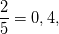 2/5 = 0,4,